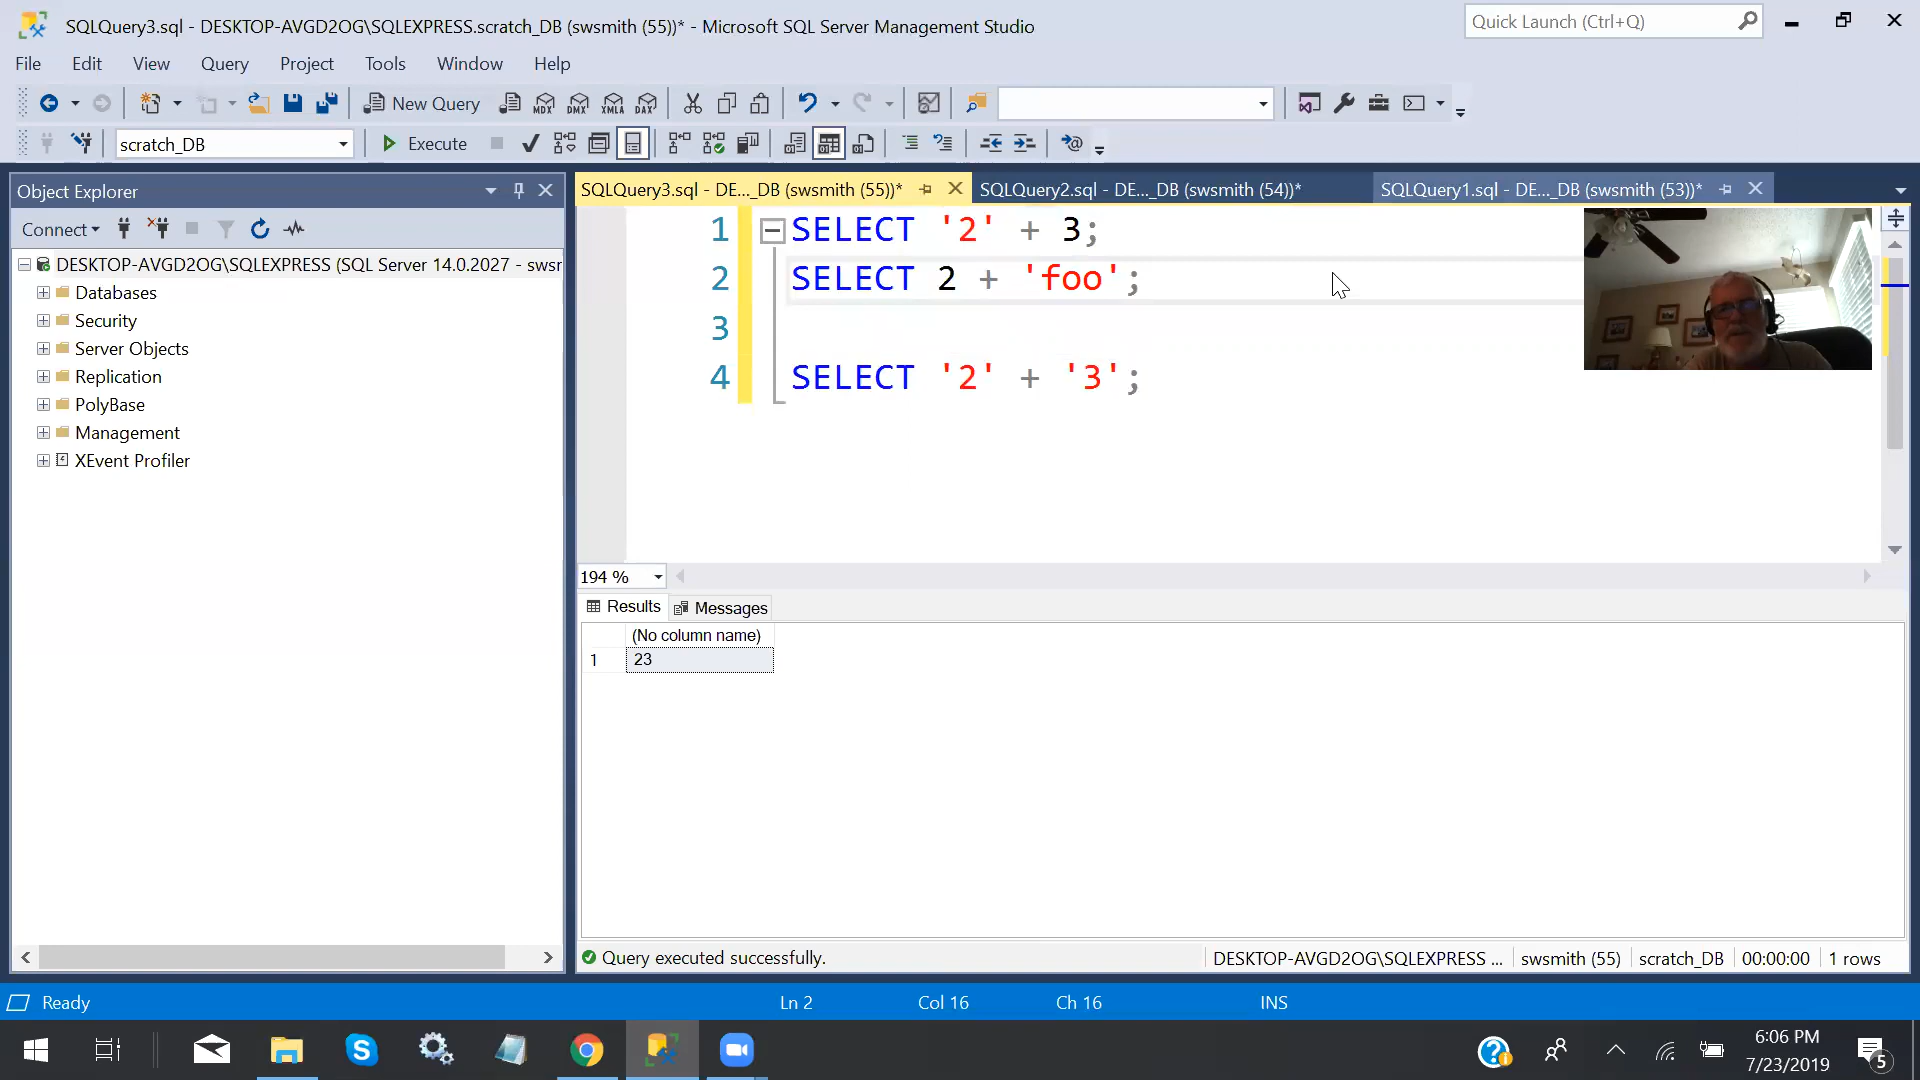 SQLQuery3.sql - DESKTOP-AVGD2OG\SQLEXPRESS.scratch_DB (swsmith (55))* - Microsoft SQL Server Management Studio
Quick Launch (Ctrl+Q)
File Edit View Query Project Tools Window Help
New Query MDX DMX XMLA DAX
scratch_DB Execute
Object Explorer
Connect
DESKTOP-AVGD2OG\SQLEXPRESS (SQL Server 14.0.2027 - swsr
Databases
Security
Server Objects
Replication
PolyBase
Management
XEvent Profiler
SQLQuery3.sql - DE..._DB (swsmith (55))* SQLQuery2.sql - DE..._DB (swsmith (54))* SQLQuery1.sql - DE..._DB (swsmith (53))*
1 SELECT '2' + 3;
2 SELECT 2 + 'foo';
3
4 SELECT '2' + '3';
194 %
Results Messages
(No column name)
1 23
Query executed successfully. DESKTOP-AVGD2OG\SQLEXPRESS ... swsmith (55) scratch_DB 00:00:00 1 rows
Ready Ln 2 Col 16 Ch 16 INS
6:06 PM
7/23/2019
5